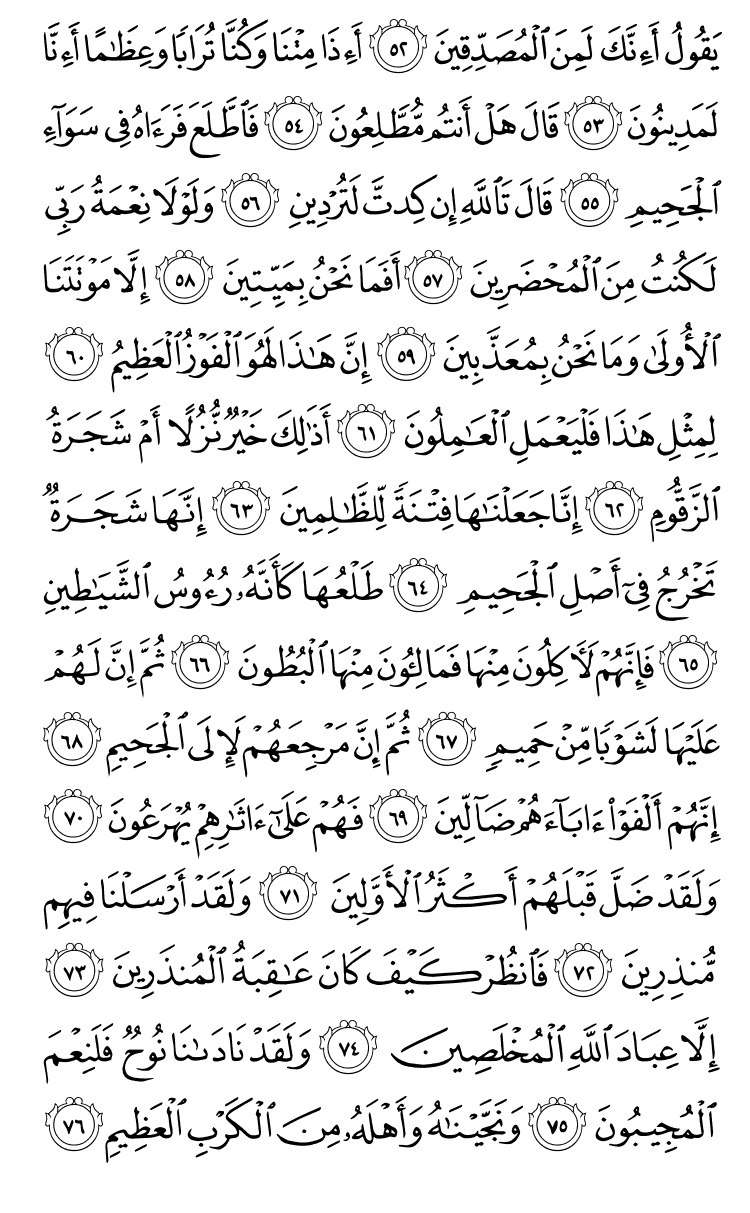 يَقُولُ أَءِنَّكَ لَمِنَ ٱلْمُصَدِّقِينَ ٥٢ أَءِذَا مِتْنَا وَكُنَّا تُرَابًا وَعِظَٰمًا أَءِنَّا
لَمَدِينُونَ ٥٣ قَالَ هَلْ أَنتُم مُّطَّلِعُونَ ٥٤ فَٱطَّلَعَ فَرَءَاهُ فِى سَوَآءِ
ٱلْجَحِيمِ ٥٥ قَالَ تَٱللَّهِ إِن كِدتَّ لَتُرْدِينِ ٥٦ وَلَوْلَا نِعْمَةُ رَبِّى
لَكُنتُ مِنَ ٱلْمُحْضَرِينَ ٥٧ أَفَمَا نَحْنُ بِمَيِّتِينَ ٥٨ إِلَّا مَوْتَتَنَا
ٱلْأُولَىٰ وَمَا نَحْنُ بِمُعَذَّبِينَ ٥٩ إِنَّ هَٰذَا لَهُوَ ٱلْفَوْزُ ٱلْعَظِيمُ ٦٠
لِمِثْلِ هَٰذَا فَلْيَعْمَلِ ٱلْعَٰمِلُونَ ٦١ أَذَٰلِكَ خَيْرٌ نُّزُلًا أَمْ شَجَرَةُ
ٱلزَّقُّومِ ٦٢ إِنَّا جَعَلْنَٰهَا فِتْنَةً لِّلظَّٰلِمِينَ ٦٣ إِنَّهَا شَجَرَةٌ
تَخْرُجُ فِىٓ أَصْلِ ٱلْجَحِيمِ ٦٤ طَلْعُهَا كَأَنَّهُۥ رُءُوسُ ٱلشَّيَٰطِينِ
٦٥ فَإِنَّهُمْ لَءَاكِلُونَ مِنْهَا فَمَالِـُٔونَ مِنْهَا ٱلْبُطُونَ ٦٦ ثُمَّ إِنَّ لَهُمْ
عَلَيْهَا لَشَوْبًا مِّنْ حَمِيمٍ ٦٧ ثُمَّ إِنَّ مَرْجِعَهُمْ لَإِلَى ٱلْجَحِيمِ ٦٨
إِنَّهُمْ أَلْفَوْا۟ ءَابَآءَهُمْ ضَآلِّينَ ٦٩ فَهُمْ عَلَىٰٓ ءَاثَٰرِهِمْ يُهْرَعُونَ ٧٠
وَلَقَدْ ضَلَّ قَبْلَهُمْ أَكْثَرُ ٱلْأَوَّلِينَ ٧١ وَلَقَدْ أَرْسَلْنَا فِيهِم
مُّنذِرِينَ ٧٢ فَٱنظُرْ كَيْفَ كَانَ عَٰقِبَةُ ٱلْمُنذَرِينَ ٧٣
إِلَّا عِبَادَ ٱللَّهِ ٱلْمُخْلَصِينَ ٧٤ وَلَقَدْ نَادَىٰنَا نُوحٌ فَلَنِعْمَ
ٱلْمُجِيبُونَ ٧٥ وَنَجَّيْنَٰهُ وَأَهْلَهُۥ مِنَ ٱلْكَرْبِ ٱلْعَظِيمِ ٧٦